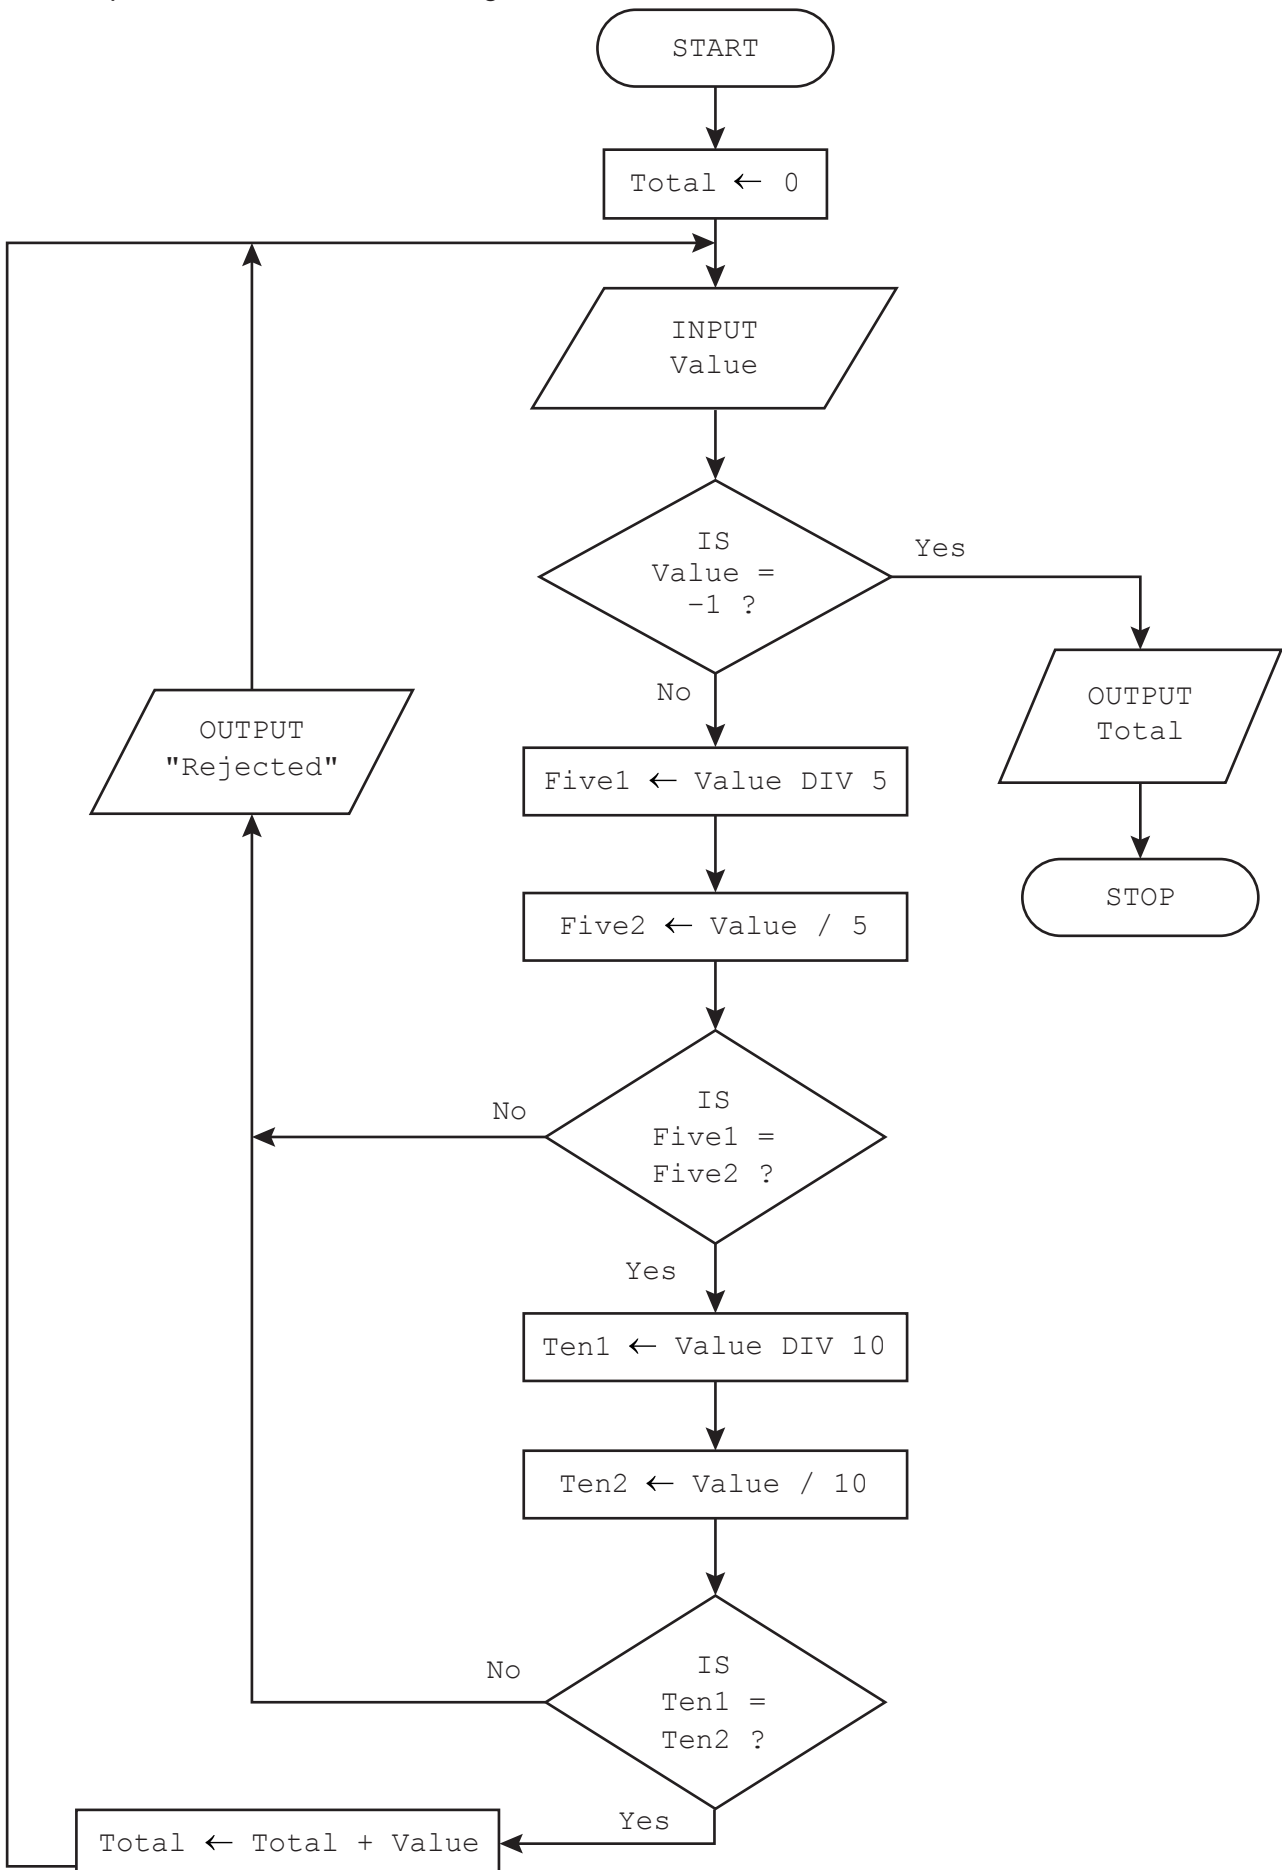 START
Total ← 0
INPUT
Value
IS
Value =
–1 ?
Yes
No
OUTPUT
Total
OUTPUT
"Rejected"
Five1 ← Value DIV 5
STOP
Five2 ← Value / 5
IS
Five1 =
Five2 ?
No
Yes
Ten1 ← Value DIV 10
Ten2 ← Value / 10
IS
Ten1 =
Ten2 ?
No
Yes
Total ← Total + Value